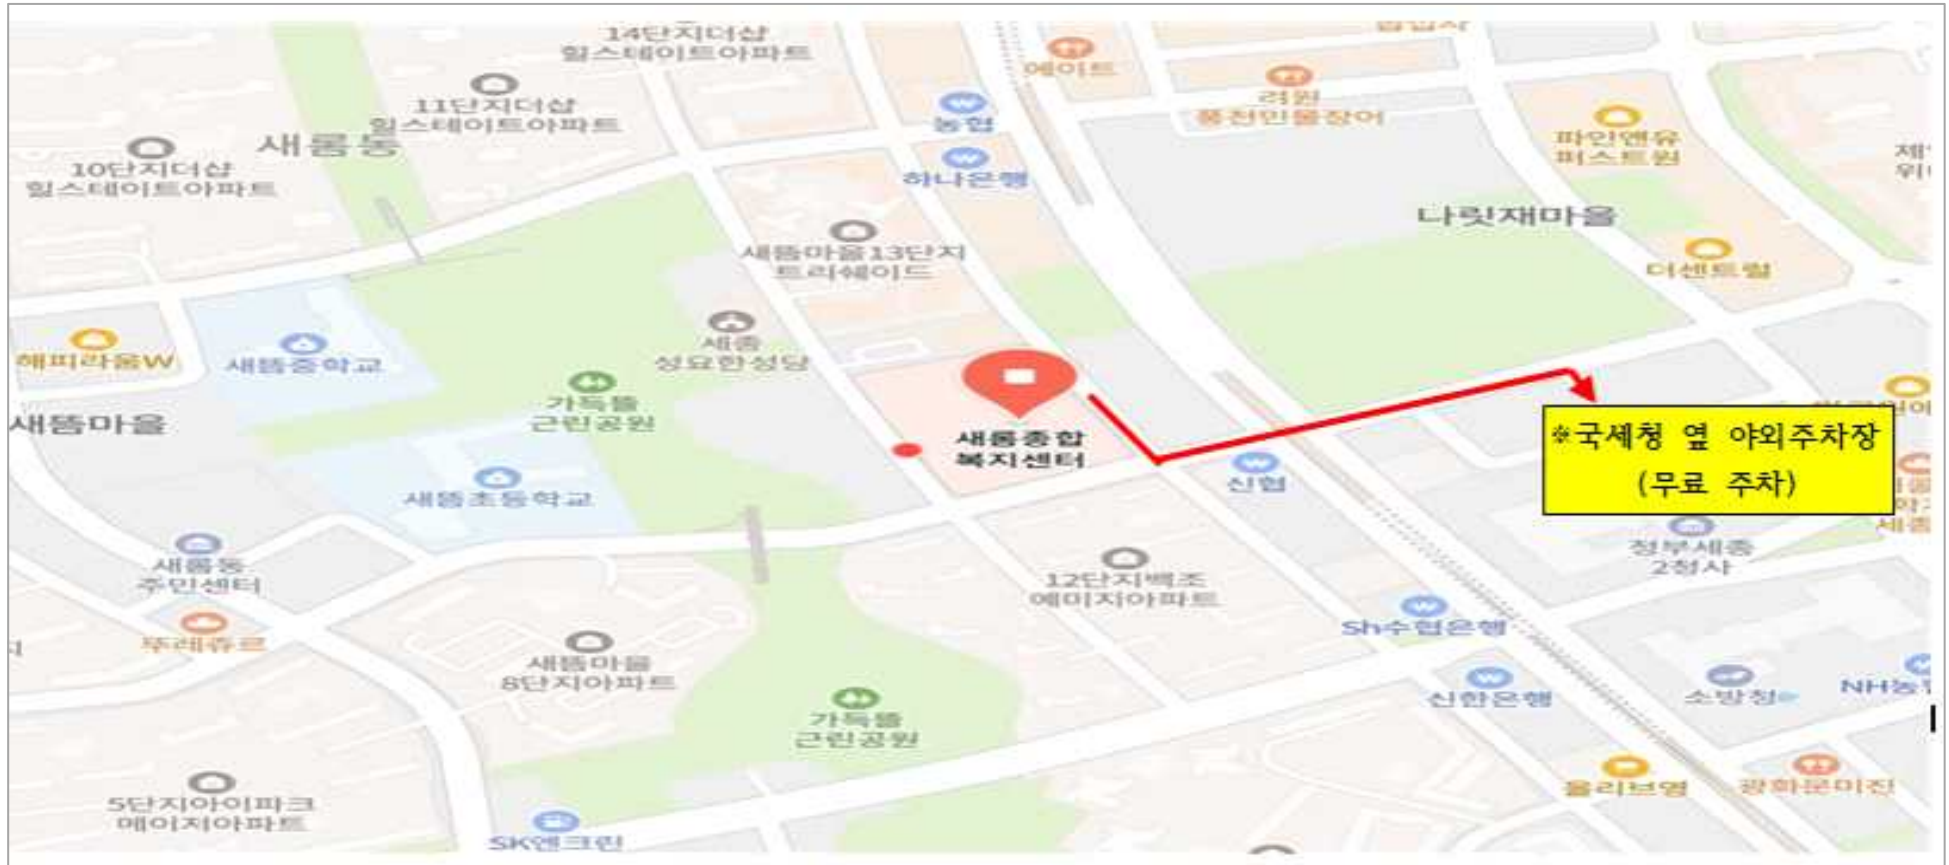 14단지더샵
힐스테이트아파트
에이트
11단지더샵
힐스테이트아파트
농협
려원
풍천민물장어
파인앤유
퍼스트원
새롬동
10단지더샵
힐스테이트아파트
하나은행
나릿재마을
새뜸마을13단지
트리쉐이드
더센트럴
세종
성요한성당
해피라움W
새뜸중학교
가득뜰
근린공원
새뜸마을
새롬종합
복지센터
※국세청 옆 야외주차장
(무료 주차)
신협
새뜸초등학교
정부세종
2청사
새롬동
주민센터
12단지백조
에미지아파트
Sh수협은행
뚜레쥬르
새뜸마을
8단지아파트
신한은행
소방청
NH농
가득뜰
근린공원
5단지아이파크
에이지아파트
SK엔크린
올리브영
광화문미진